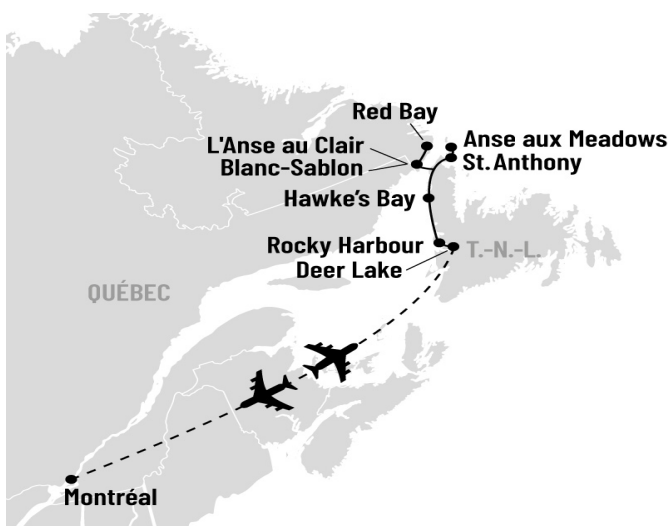 Red Bay
L'Anse au Clair
Blanc-Sablon
Anse aux Meadows
St. Anthony
Hawke's Bay
Rocky Harbour
Deer Lake
T.-N.-L.
QUÉBEC
Montréal